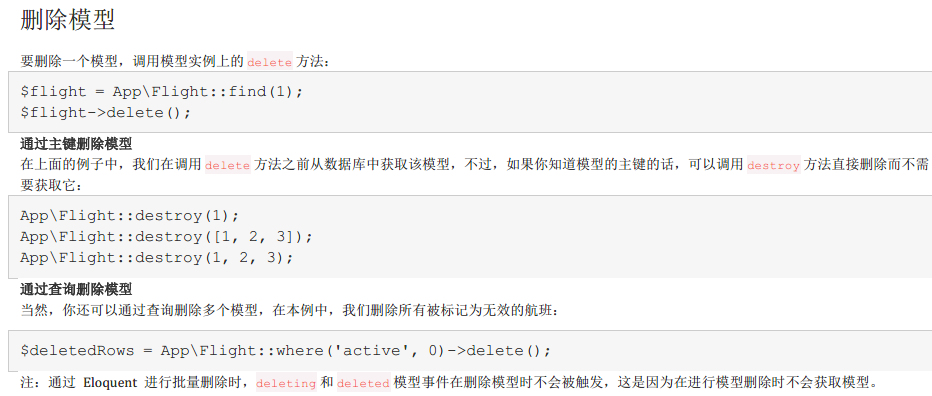 删除模型
要删除一个模型，调用模型实例上的 delete 方法：
$flight = App\Flight::find(1);
$flight->delete();
通过主键删除模型
在上面的例子中，我们在调用 delete 方法之前从数据库中获取该模型，不过，如果你知道模型的主键的话，可以调用 destroy 方法直接删除而不需
要获取它：
App\Flight::destroy(1);
App\Flight::destroy([1, 2, 3]);
App\Flight::destroy(1, 2, 3);
通过查询删除模型
当然，你还可以通过查询删除多个模型，在本例中，我们删除所有被标记为无效的航班：
$deletedRows = App\Flight::where('active', 0)->delete();
注：通过 Eloquent 进行批量删除时，deleting 和 deleted 模型事件在删除模型时不会被触发，这是因为在进行模型删除时不会获取模型。